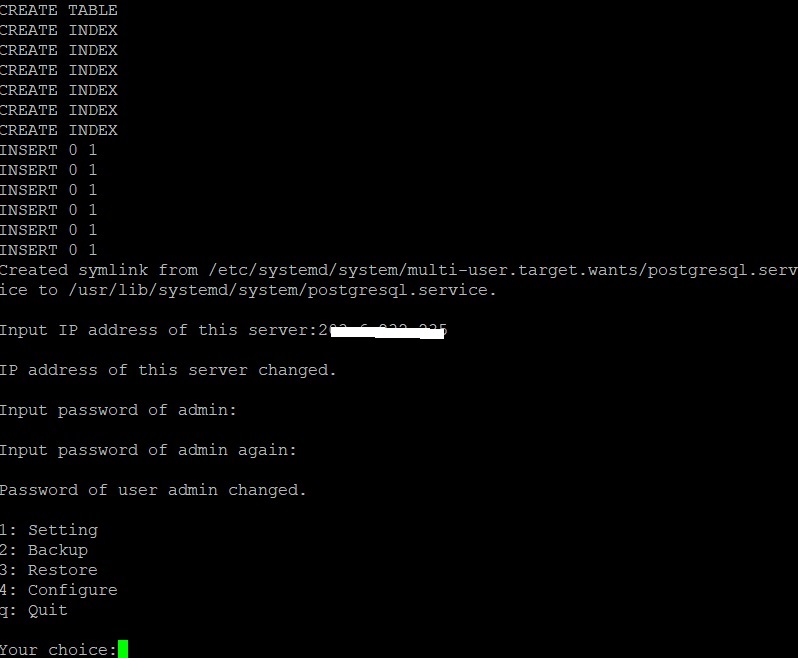 CREATE TABLE
CREATE INDEX
CREATE INDEX
CREATE INDEX
CREATE INDEX
CREATE INDEX
CREATE INDEX
INSERT 0 1
INSERT 0 1
INSERT 0 1
INSERT 0 1
INSERT 0 1
INSERT 0 1
Created symlink from /etc/systemd/system/multi-user.target.wants/postgresql.serv
ice to /usr/lib/systemd/system/postgresql.service.
Input IP address of this server:
IP address of this server changed.
Input password of admin:
Input password of admin again:
Password of user admin changed.
1: Setting
2: Backup
3: Restore
4: Configure
q: Quit
Your choice: